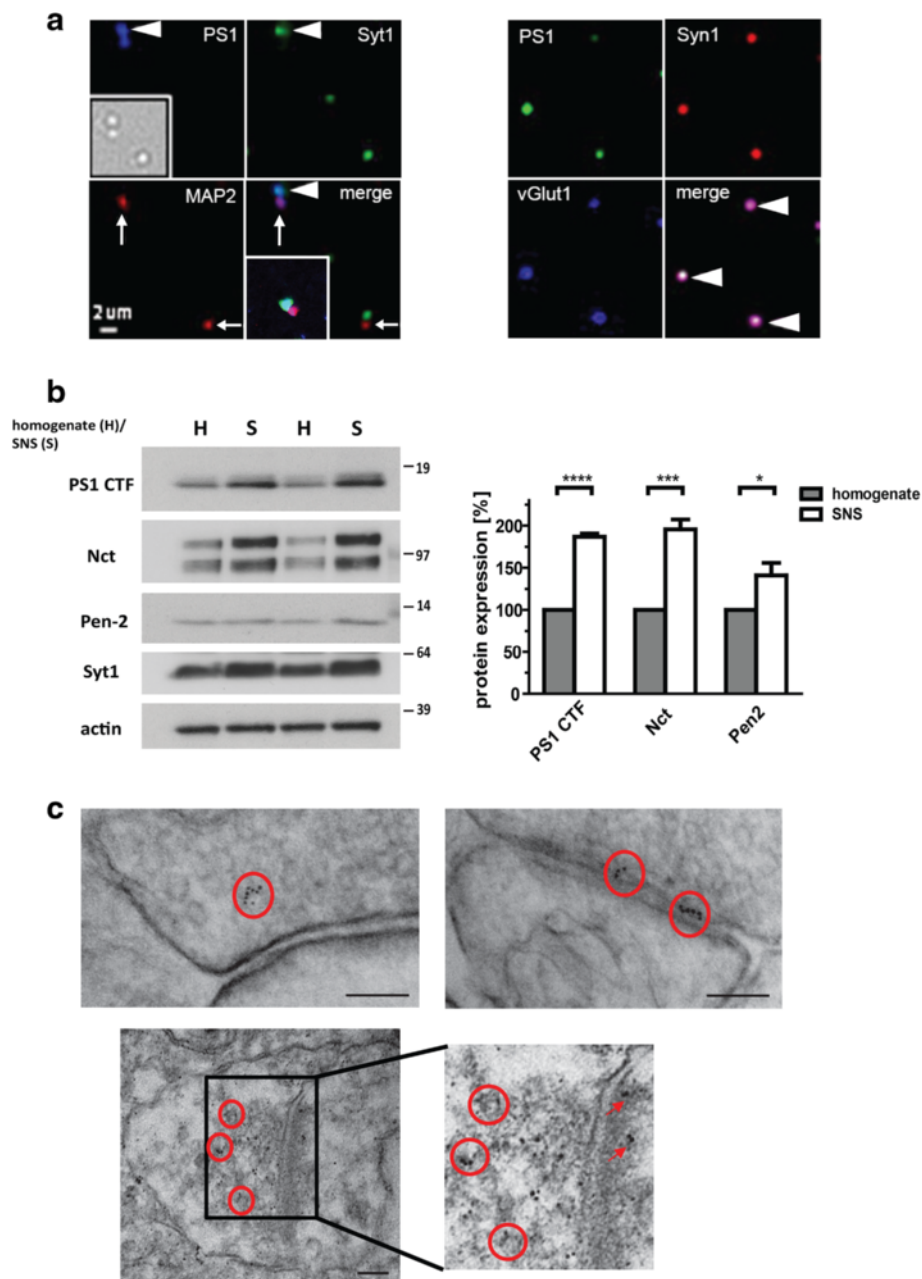 a
PS1
Syt1
MAP2
merge
2 um
PS1
Syn1
vGlut1
merge
b
homogenate (H)/
SNS (S)
H S H S
PS1 CTF
19
Nct
97
Pen-2
14
Syt1
64
actin
39
protein expression [%]
200
150
100
50
0
**** *** *
homogenate
SNS
PS1 CTF
Nct
Pen2
c